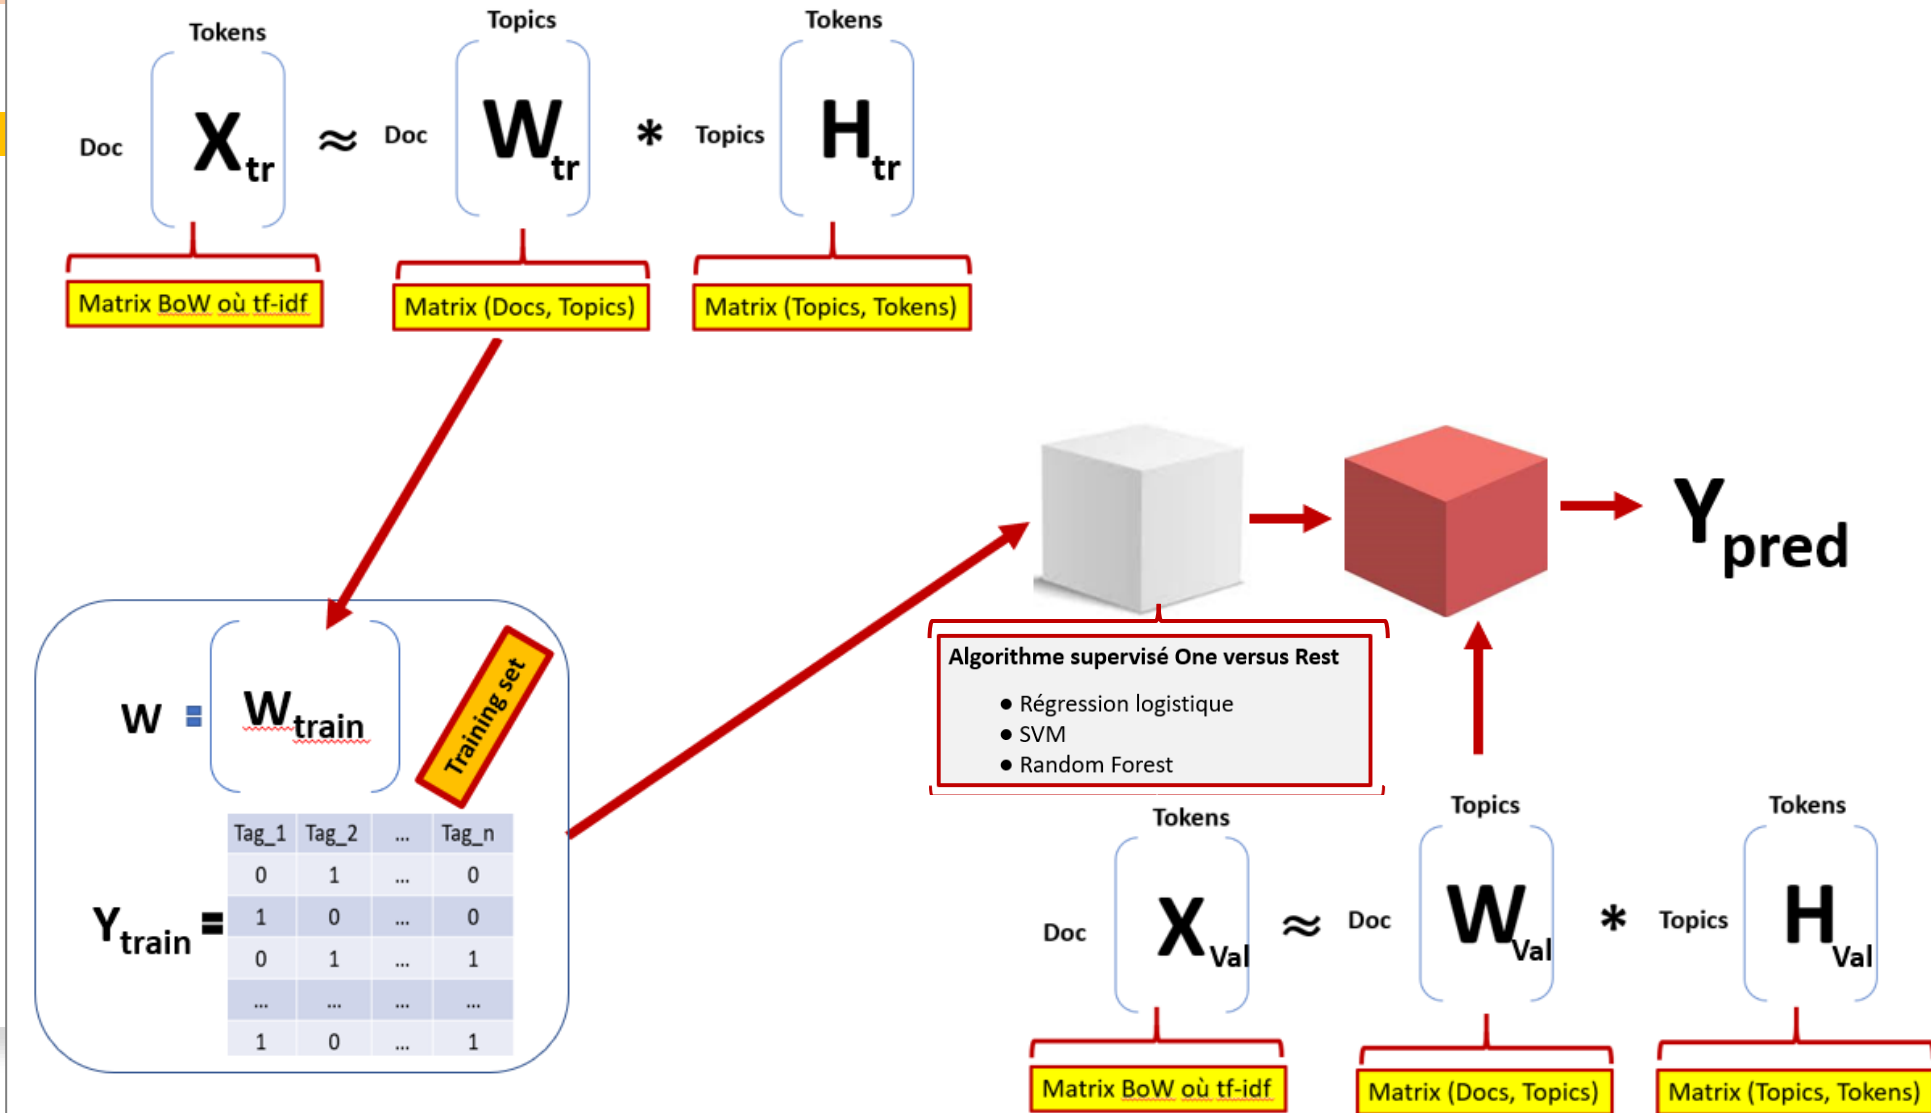 Tokens
Topics
Tokens
Doc
X tr
≈
Doc
W tr
*
Topics
H tr
Matrix BoW où tf-idf
Matrix (Docs, Topics)
Matrix (Topics, Tokens)
W = W train
Training set
Y train =
Tag_1 Tag_2 ... Tag_n
0 1 ... 0
1 0 ... 0
0 1 ... 1
... ... ... ...
1 0 ... 1
Y pred
Algorithme supervisé One versus Rest
● Régression logistique
● SVM
● Random Forest
Tokens
Topics
Tokens
Doc
X Val
≈
Doc
W Val
*
Topics
H Val
Matrix BoW où tf-idf
Matrix (Docs, Topics)
Matrix (Topics, Tokens)